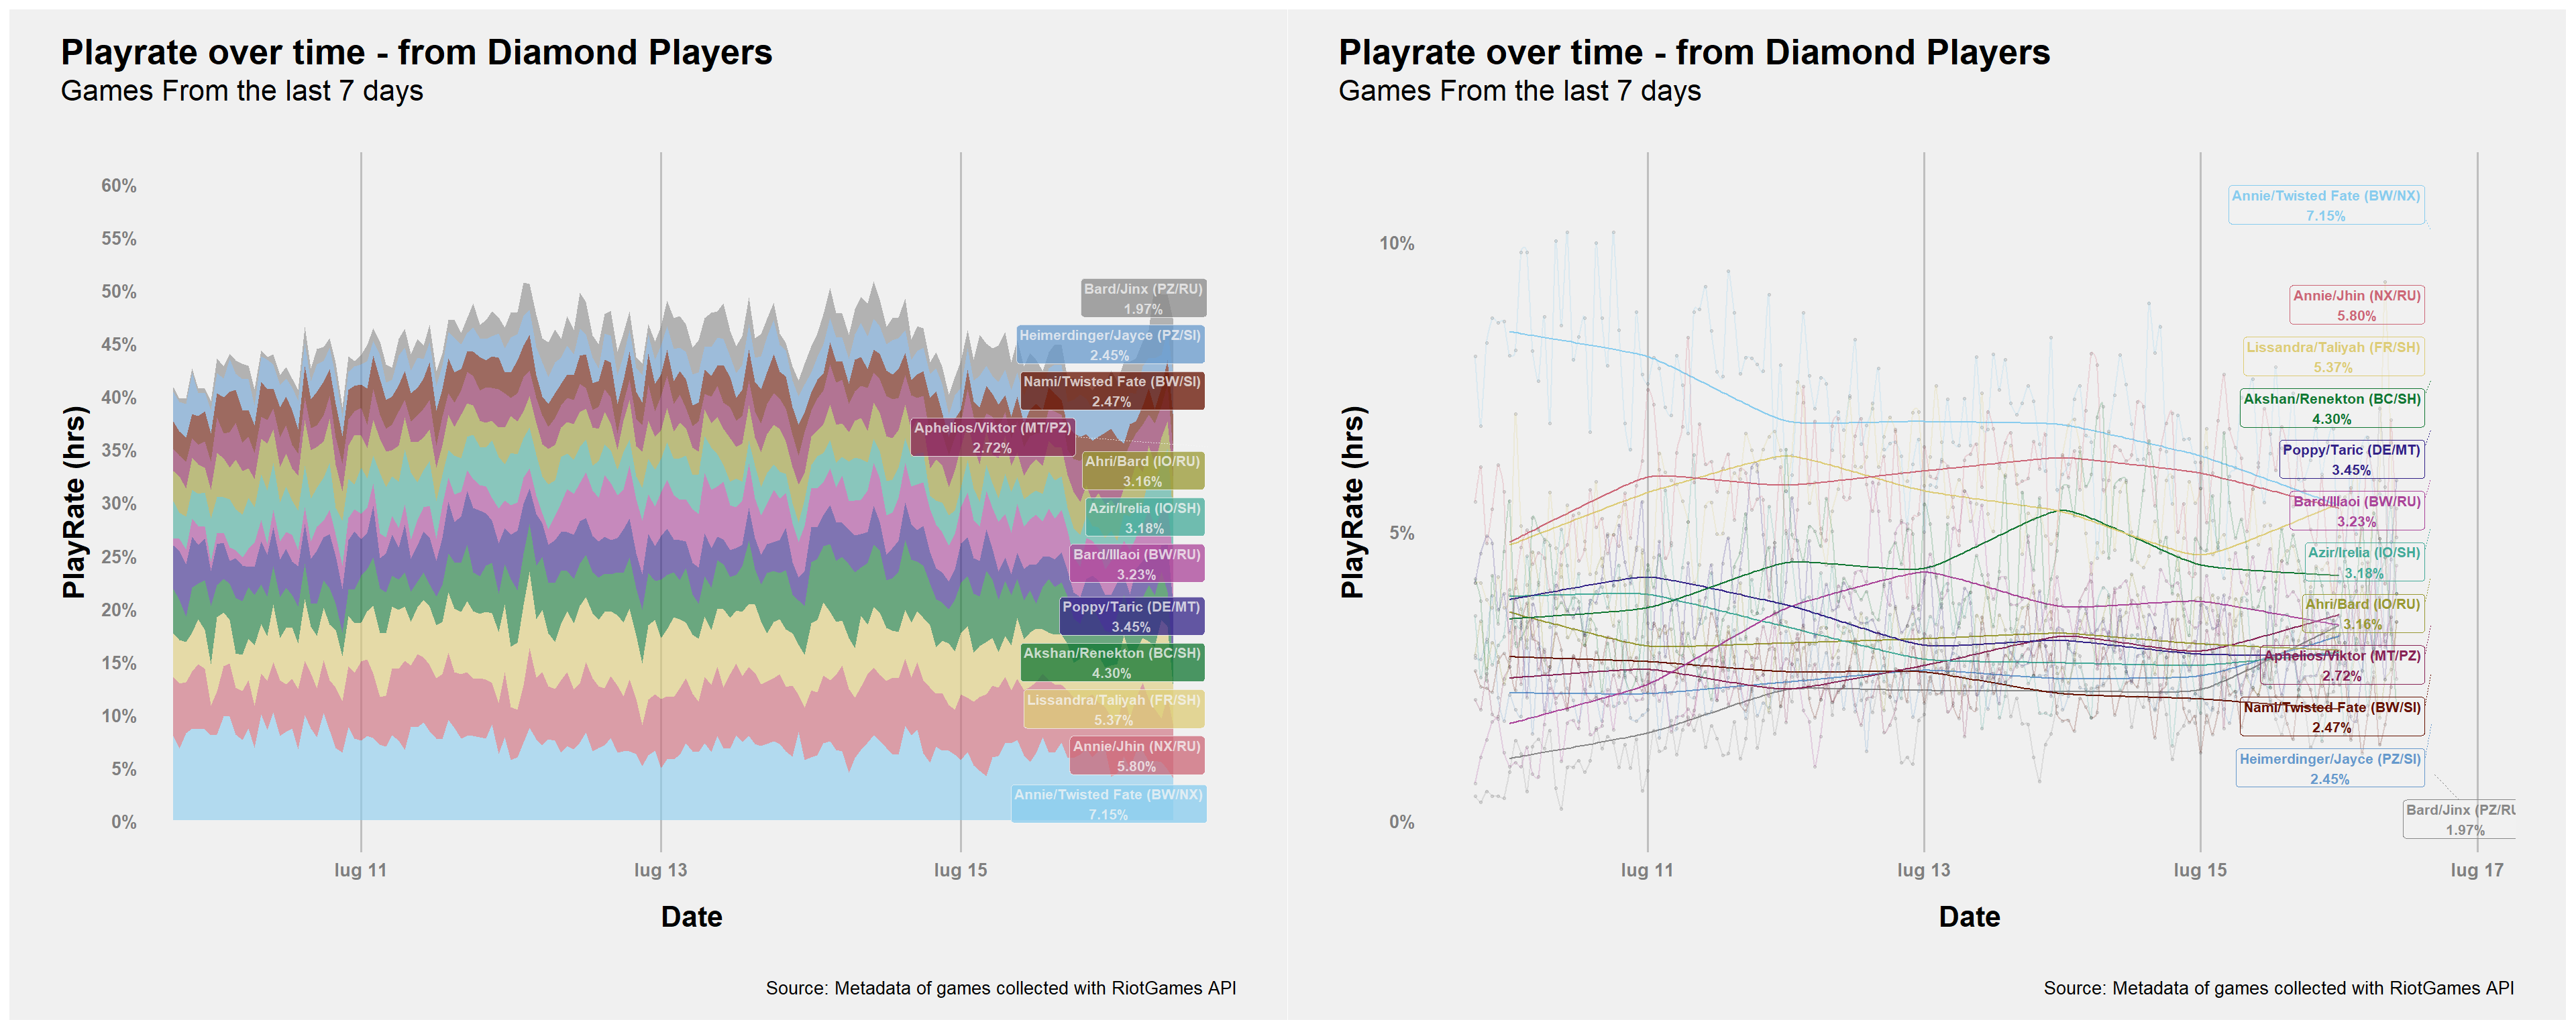 Playrate over time - from Diamond Players
Games From the last 7 days
PlayRate (hrs)
60%
55%
50%
45%
40%
35%
30%
25%
20%
15%
10%
5%
0%
Bard/Jinx (PZ/RU)
1.97%
Heimerdinger/Jayce (PZ/SI)
2.45%
Nami/Twisted Fate (BW/SI)
2.47%
Aphelios/Viktor (MT/PZ)
2.72%
Ahri/Bard (IO/RU)
3.16%
Azir/Irelia (IO/SH)
3.18%
Bard/Illaoi (BW/RU)
3.23%
Poppy/Taric (DE/MT)
3.45%
Akshan/Renekton (BC/SH)
4.30%
Lissandra/Taliyah (FR/SH)
5.37%
Annie/Jhin (NX/RU)
5.80%
Annie/Twisted Fate (BW/NX)
7.15%
lug 11
lug 13
lug 15
Date
Source: Metadata of games collected with RiotGames API
Playrate over time - from Diamond Players
Games From the last 7 days
PlayRate (hrs)
10%
5%
0%
Annie/Twisted Fate (BW/NX)
7.15%
Annie/Jhin (NX/RU)
5.80%
Lissandra/Taliyah (FR/SH)
5.37%
Akshan/Renekton (BC/SH)
4.30%
Poppy/Taric (DE/MT)
3.45%
Bard/Illaoi (BW/RU)
3.23%
Azir/Irelia (IO/SH)
3.18%
Ahri/Bard (IO/RU)
3.16%
Aphelios/Viktor (MT/PZ)
2.72%
Nami/Twisted Fate (BW/SI)
2.47%
Heimerdinger/Jayce (PZ/SI)
2.45%
Bard/Jinx (PZ/RU
1.97%
lug 11
lug 13
lug 15
lug 17
Date
Source: Metadata of games collected with RiotGames API